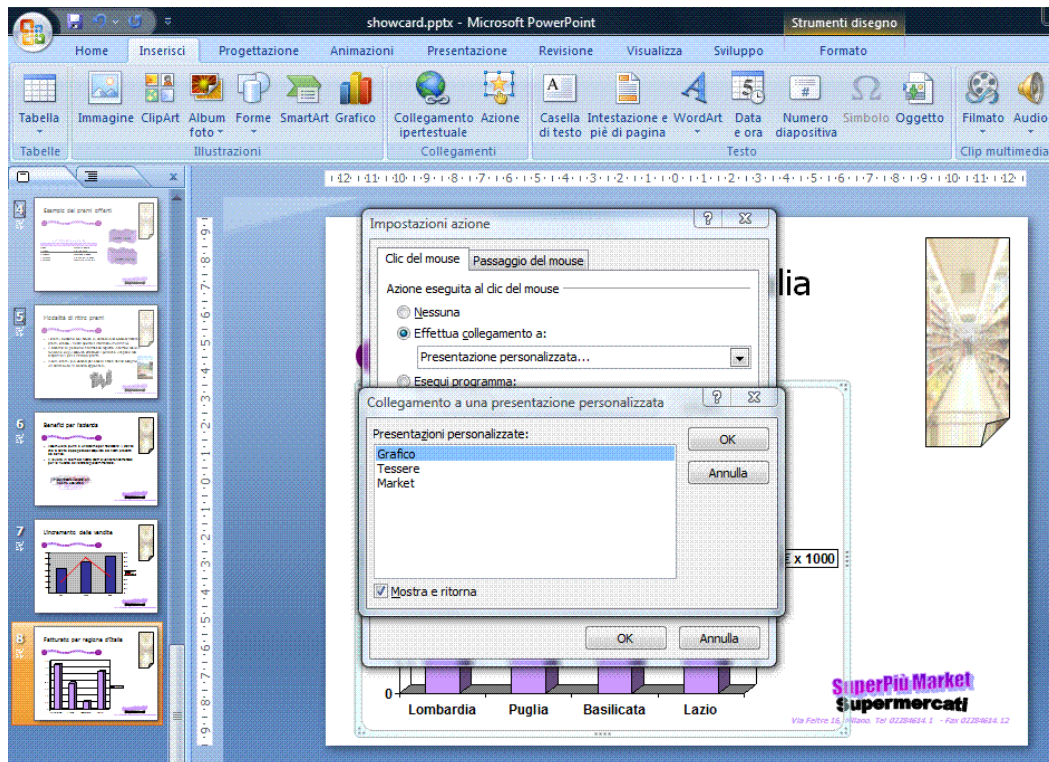 showcard.pptx - Microsoft PowerPoint
Strumenti disegno
Home Inserisci Progettazione Animazioni Presentazione Revisione Visualizza Sviluppo Formato
Tabella Immagine ClipArt Album foto Forme SmartArt Grafico Collegamento ipertestuale Azione Casella di testo Intestazione e piè di pagina WordArt Data e ora Numero diapositiva Simbolo Oggetto Filmato Audio
Tabelle Illustrazioni Collegamenti Testo Clip multimedia
4
Esempio dei premi offerti
5
Modalità di ritiro premi
6
Benefici per l'azienda
7
8
Fatturato per regione d'Italia
lia
Impostazioni azione
Clic del mouse Passaggio del mouse
Azione eseguita al clic del mouse
Nessuna
Effettua collegamento a:
Presentazione personalizzata...
Esegui programma:
Collegamento a una presentazione personalizzata
Presentazioni personalizzate:
Grafico
Tessere
Market
OK
Annulla
Mostra e ritorna
OK Annulla
€ x 1000
0
Lombardia Puglia Basilicata Lazio
SuperPiù Market
Supermercati
Via Feltre 16, Milano. Tel 02284614.1 - Fax 02284614.12